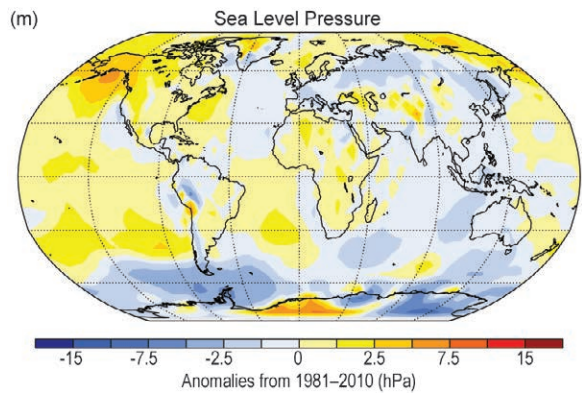 (m)
Sea Level Pressure
-15 -7.5 -2.5 0 2.5 7.5 15
Anomalies from 1981–2010 (hPa)